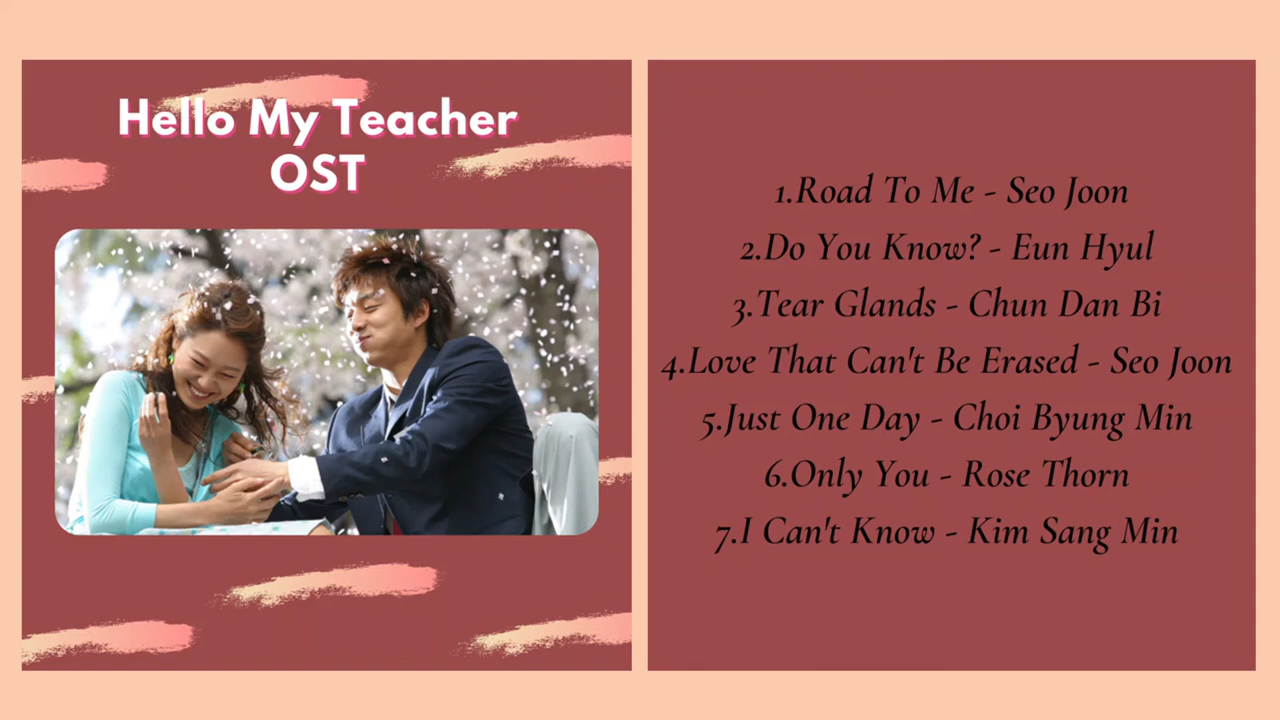 Hello My Teacher
OST
1.Road To Me - Seo Joon
2.Do You Know? - Eun Hyul
3.Tear Glands - Chun Dan Bi
4.Love That Can't Be Erased - Seo Joon
5.Just One Day - Choi Byung Min
6.Only You - Rose Thorn
7.I Can't Know - Kim Sang Min